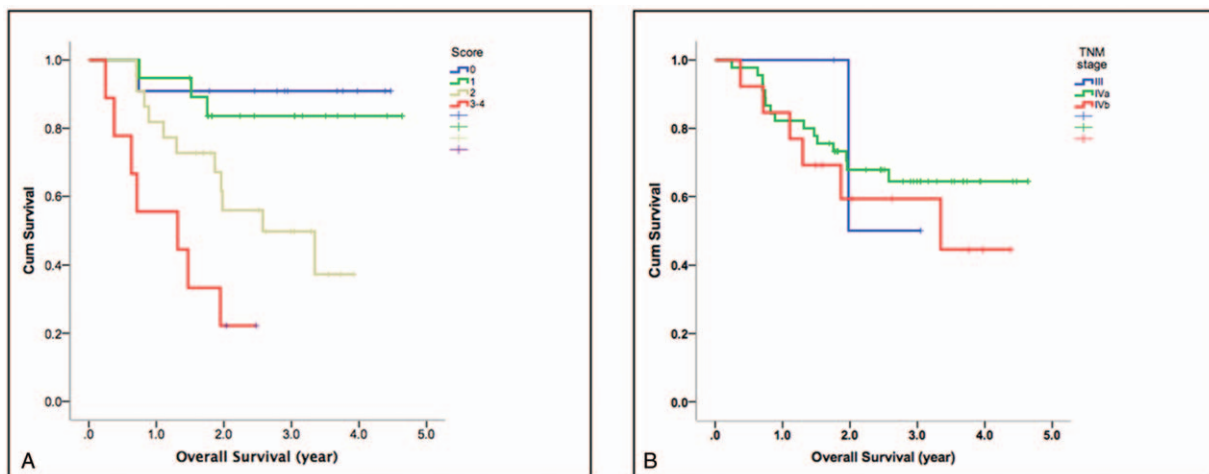 Score
0
1
2
3-4
1.0
0.8
0.6
0.4
0.2
0.0
Cum Survival
.0 1.0 2.0 3.0 4.0 5.0
Overall Survival (year)
A
TNM
stage
III
IVa
IVb
1.0
0.8
0.6
0.4
0.2
0.0
Cum Survival
.0 1.0 2.0 3.0 4.0 5.0
Overall Survival (year)
B